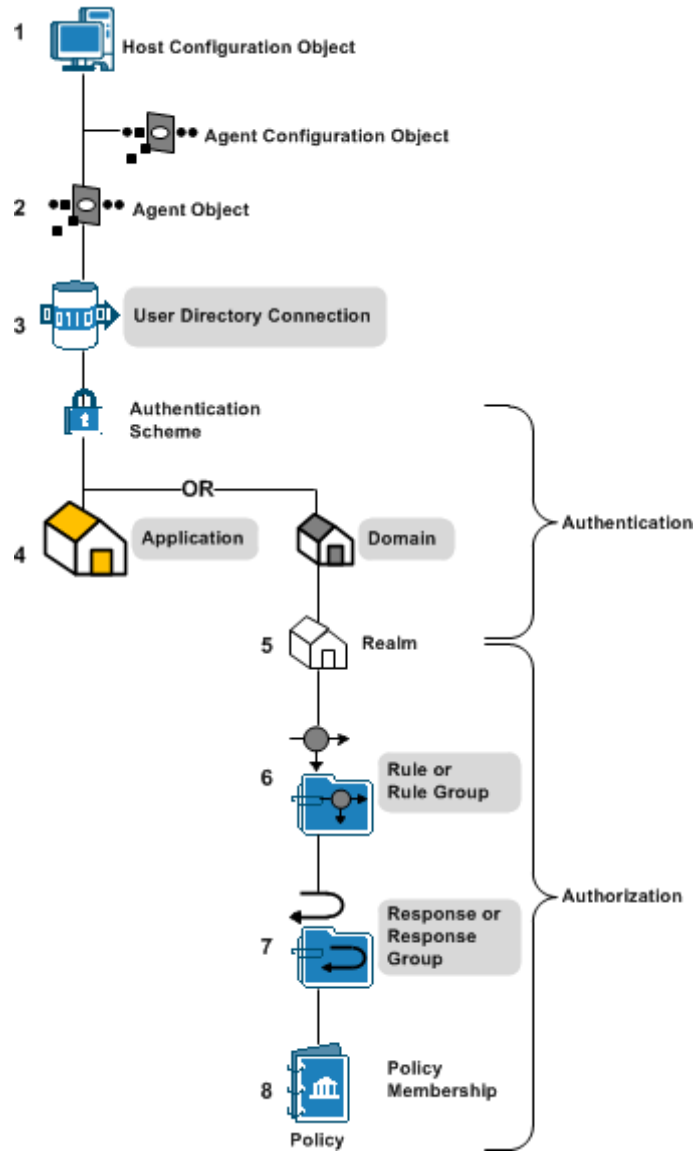 1
Host Configuration Object
Agent Configuration Object
2
Agent Object
3
User Directory Connection
Authentication
Scheme
OR
4
Application
Domain
Authentication
5
Realm
6
Rule or
Rule Group
Authorization
7
Response or
Response
Group
8
Policy
Membership
Policy